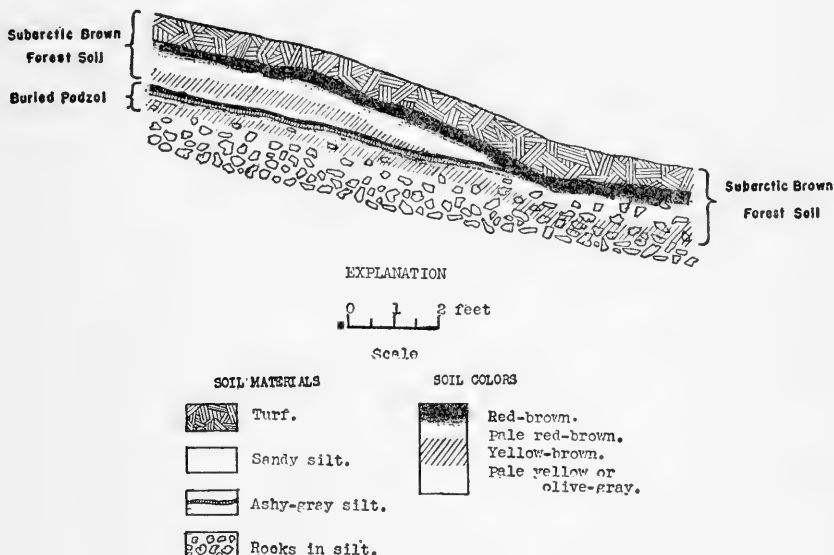 Subarctic Brown
Forest Soil
Buried Podzol
Subarctic Brown
Forest Soil
EXPLANATION
0 1 2 feet
Scale
SOIL MATERIALS
Turf.
Sandy silt.
Ashy-gray silt.
Rocks in silt.
SOIL COLORS
Red-brown.
Pale red-brown.
Yellow-brown.
Pale yellow or
olive-gray.